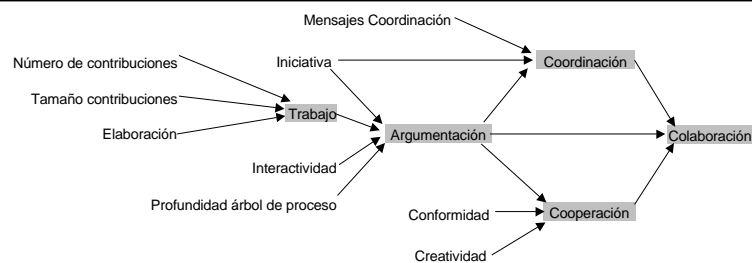 Mensajes Coordinación
Número de contribuciones
Iniciativa
Coordinación
Tamaño contribuciones
Trabajo
Elaboración
Argumentación
Colaboración
Interactividad
Profundidad árbol de proceso
Conformidad
Cooperación
Creatividad